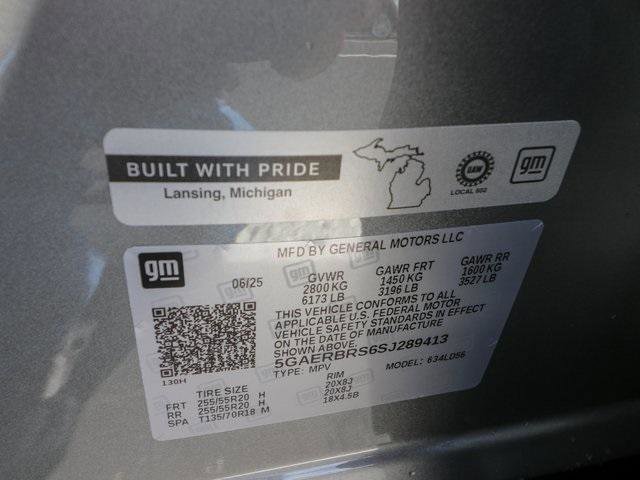 BUILT WITH PRIDE
Lansing, Michigan
UAW
LOCAL 602
gm
MFD BY GENERAL MOTORS LLC
gm
06/25
GVWR GAWR FRT GAWR RR
2800 KG 1450 KG 1600 KG
6173 LB 3196 LB 3527 LB
THIS VEHICLE CONFORMS TO ALL
APPLICABLE U.S. FEDERAL MOTOR
VEHICLE SAFETY STANDARDS IN EFFECT
ON THE DATE OF MANUFACTURE
SHOWN ABOVE.
5GAERBRS6SJ289413
TYPE: MPV MODEL: 634LD56
130H
TIRE SIZE RIM
FRT 255/55R20 H 20X8J
RR 255/55R20 H 20X8J
SPA T135/70R18 M 18X4.5B